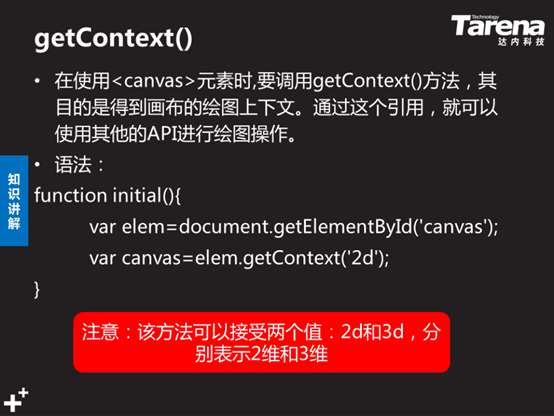 getContext()
Technology
Tarena
达内科技
• 在使用<canvas>元素时,要调用getContext()方法，其
目的是得到画布的绘图上下文。通过这个引用，就可以
使用其他的API进行绘图操作。
• 语法：
知识讲解
function initial(){
var elem=document.getElementById('canvas');
var canvas=elem.getContext('2d');
}
注意：该方法可以接受两个值：2d和3d，分
别表示2维和3维